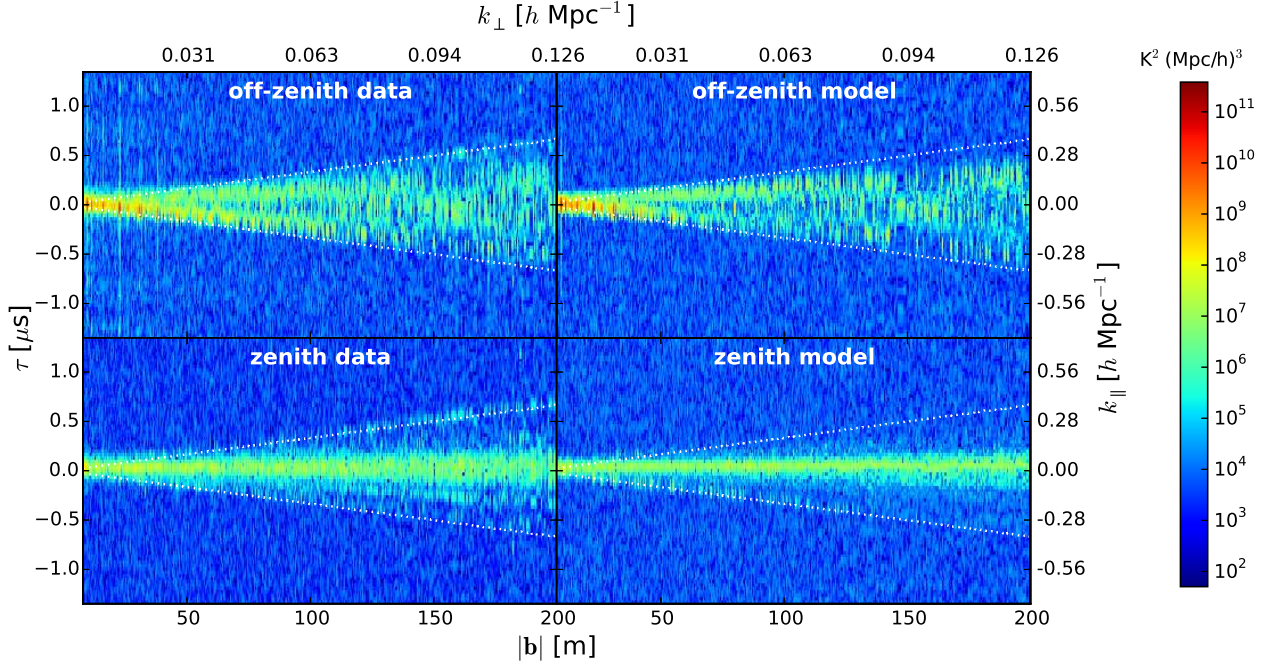 k⊥ [h Mpc⁻¹]
0.031 0.063 0.094 0.126 0.031 0.063 0.094 0.126
K² (Mpc/h)³
off-zenith data off-zenith model
1.0 0.5 0.0 −0.5 −1.0
0.56 0.28 0.00 -0.28 -0.56
zenith data zenith model
1.0 0.5 0.0 −0.5 −1.0
0.56 0.28 0.00 -0.28 -0.56
τ [μs]
k∥ [h Mpc⁻¹]
50 100 150 200 50 100 150 200
|b| [m]
10¹¹
10¹⁰
10⁹
10⁸
10⁷
10⁶
10⁵
10⁴
10³
10²